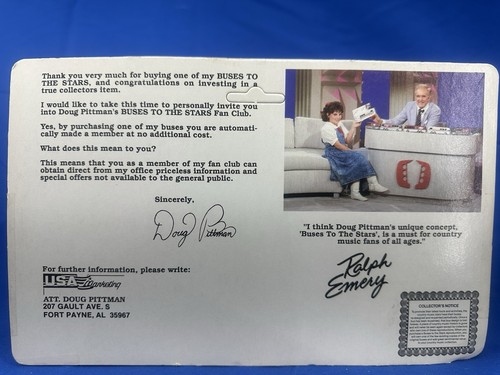 Thank you very much for buying one of my BUSES TO
THE STARS, and congratulations on investing in a
true collectors item.
I would like to take this time to personally invite you
into Doug Pittman's BUSES TO THE STARS Fan Club.
Yes, by purchasing one of my buses you are automati-
cally made a member at no additional cost.
What does this mean to you?
This means that you as a member of my fan club can
obtain direct from my office priceless information and
special offers not available to the general public.
Sincerely,
Doug Pittman
For further information, please write:
USA Marketing
ATT. DOUG PITTMAN
207 GAULT AVE. S
FORT PAYNE, AL 35967
"I think Doug Pittman's unique concept,
'Buses To The Stars', is a must for country
music fans of all ages."
Ralph
Emery
COLLECTOR'S NOTICE